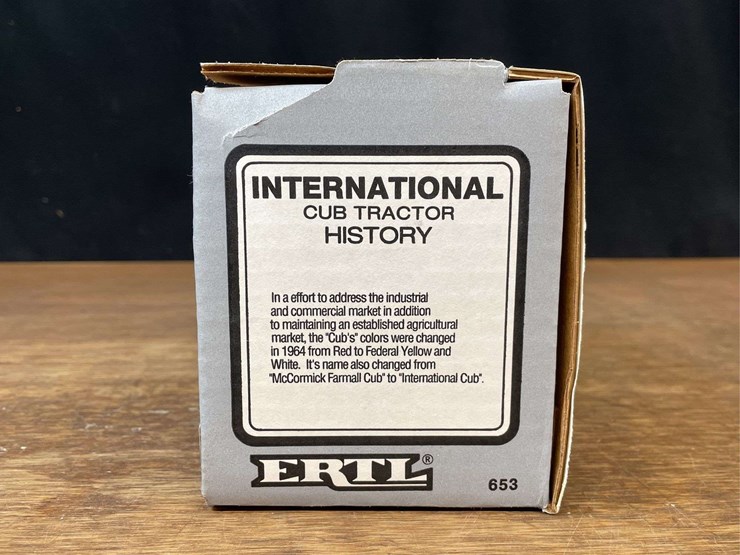 INTERNATIONAL
CUB TRACTOR
HISTORY
In a effort to address the industrial
and commercial market in addition
to maintaining an established agricultural
market, the "Cub's" colors were changed
in 1964 from Red to Federal Yellow and
White. It's name also changed from
"McCormick Farmall Cub" to "International Cub".
ERTL®
653